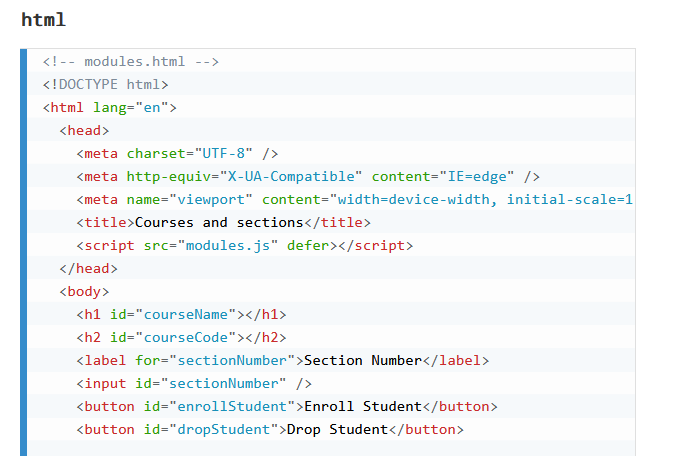 html
<!-- modules.html -->
<!DOCTYPE html>
<html lang="en">
<head>
<meta charset="UTF-8" />
<meta http-equiv="X-UA-Compatible" content="IE=edge" />
<meta name="viewport" content="width=device-width, initial-scale=1
<title>Courses and sections</title>
<script src="modules.js" defer></script>
</head>
<body>
<h1 id="courseName"></h1>
<h2 id="courseCode"></h2>
<label for="sectionNumber">Section Number</label>
<input id="sectionNumber" />
<button id="enrollStudent">Enroll Student</button>
<button id="dropStudent">Drop Student</button>